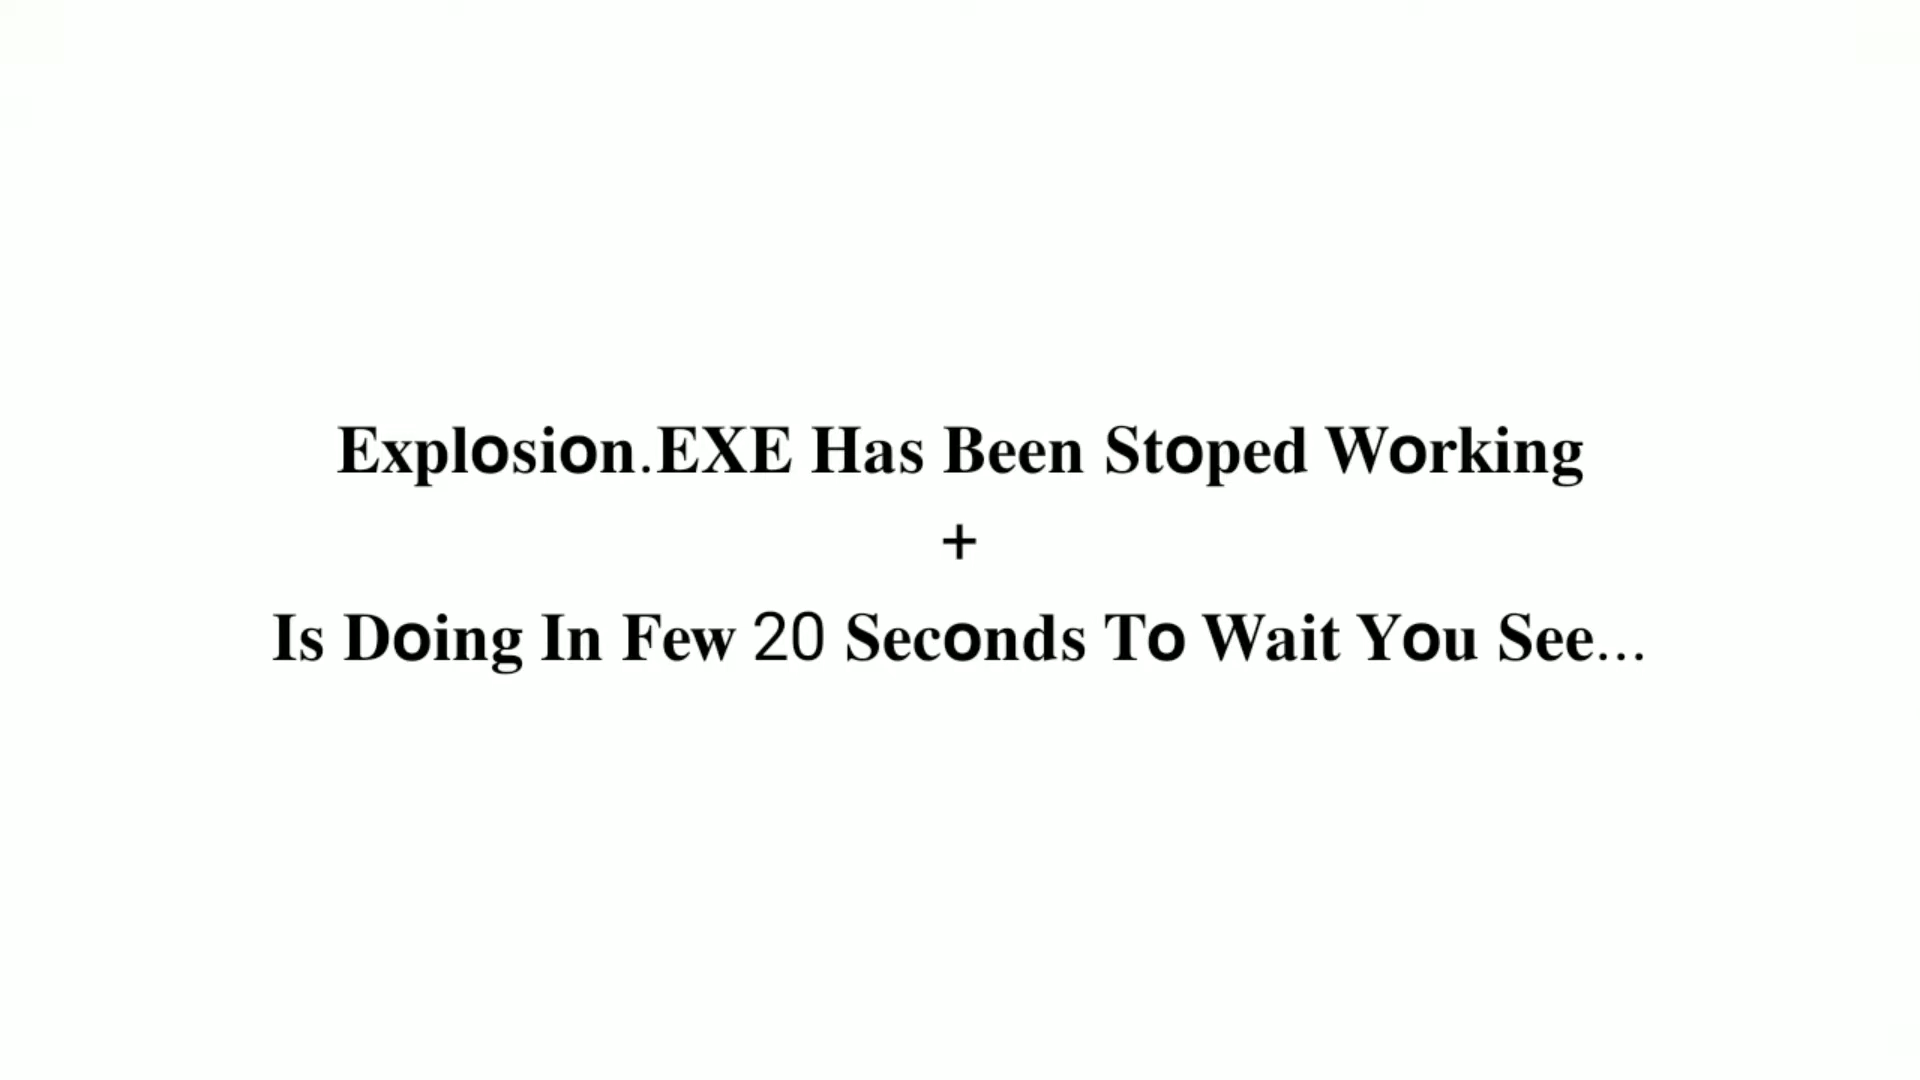 Explosion.EXE Has Been Stoped Working
+
Is Doing In Few 20 Seconds To Wait You See...